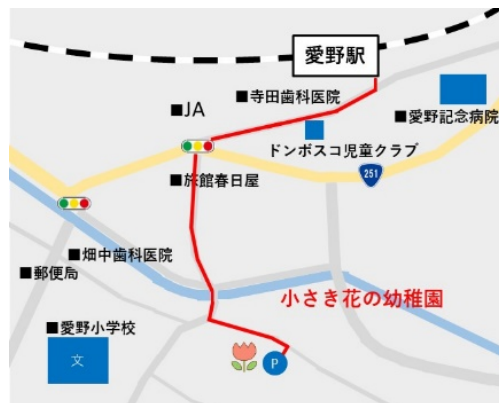 愛野駅
■寺田歯科医院
■JA
■愛野記念病院
ドンボスコ児童クラブ
■旅館春日屋
251
■畑中歯科医院
■郵便局
小さき花の幼稚園
■愛野小学校
文
P